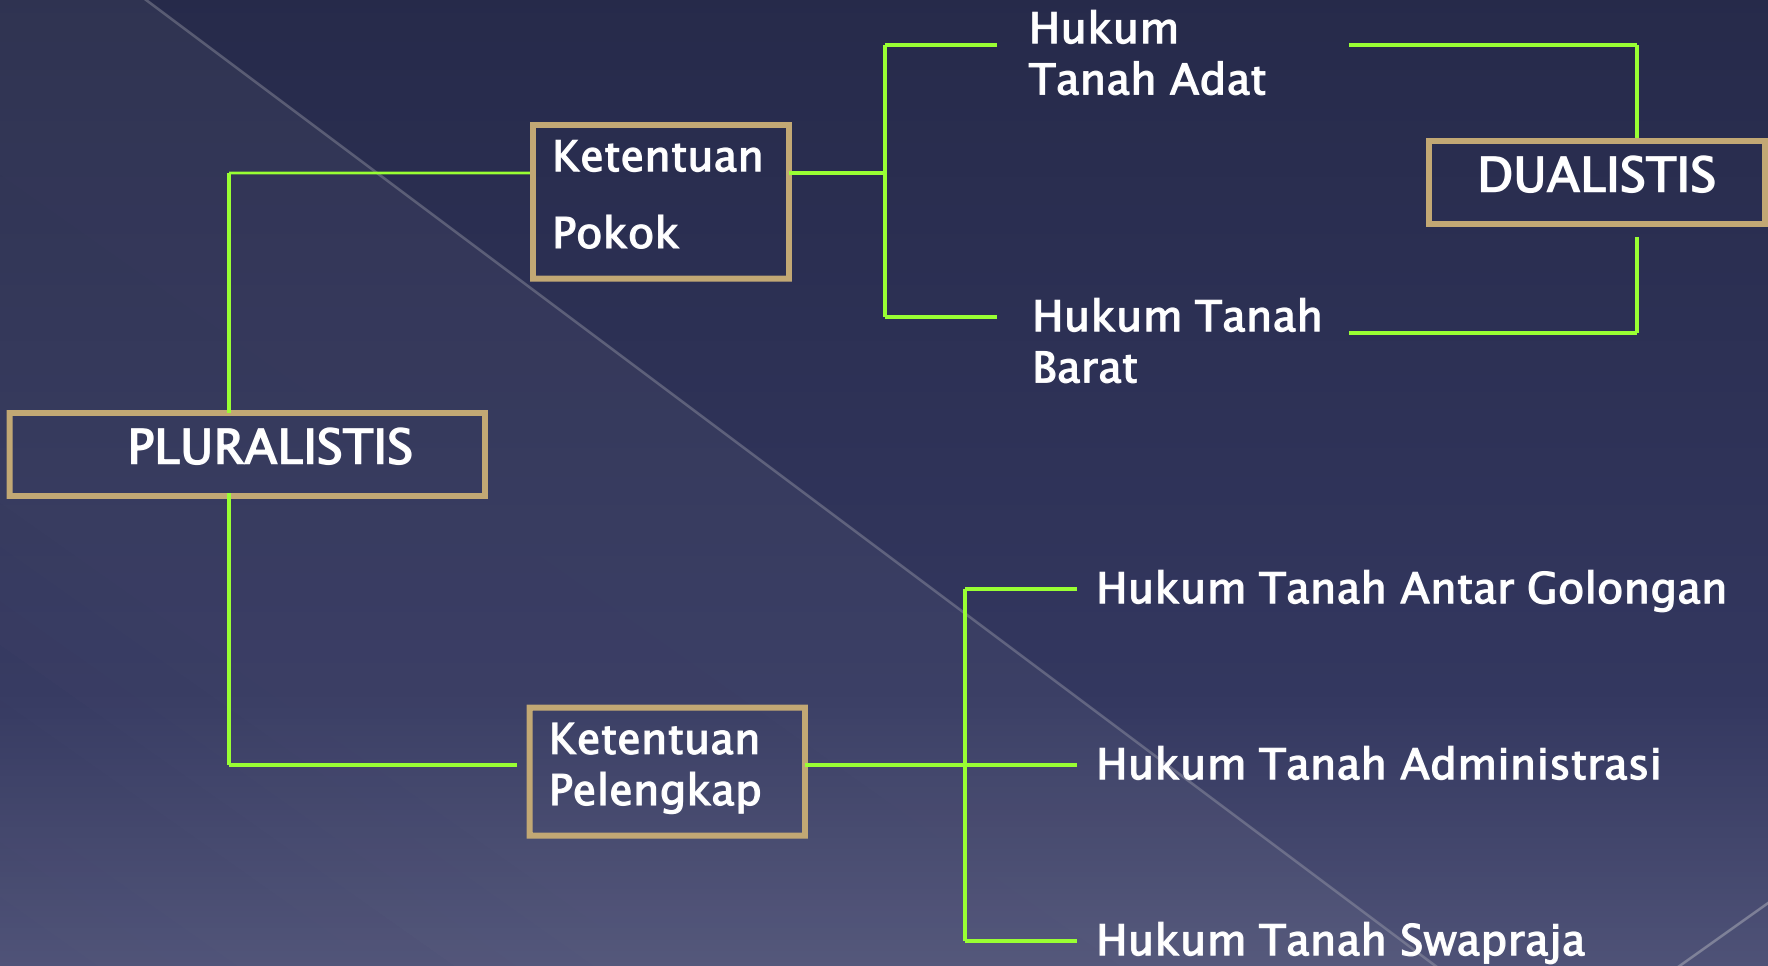 Hukum
Tanah Adat
Ketentuan
Pokok
DUALISTIS
Hukum Tanah
Barat
PLURALISTIS
Hukum Tanah Antar Golongan
Ketentuan
Pelengkap
Hukum Tanah Administrasi
Hukum Tanah Swapraja